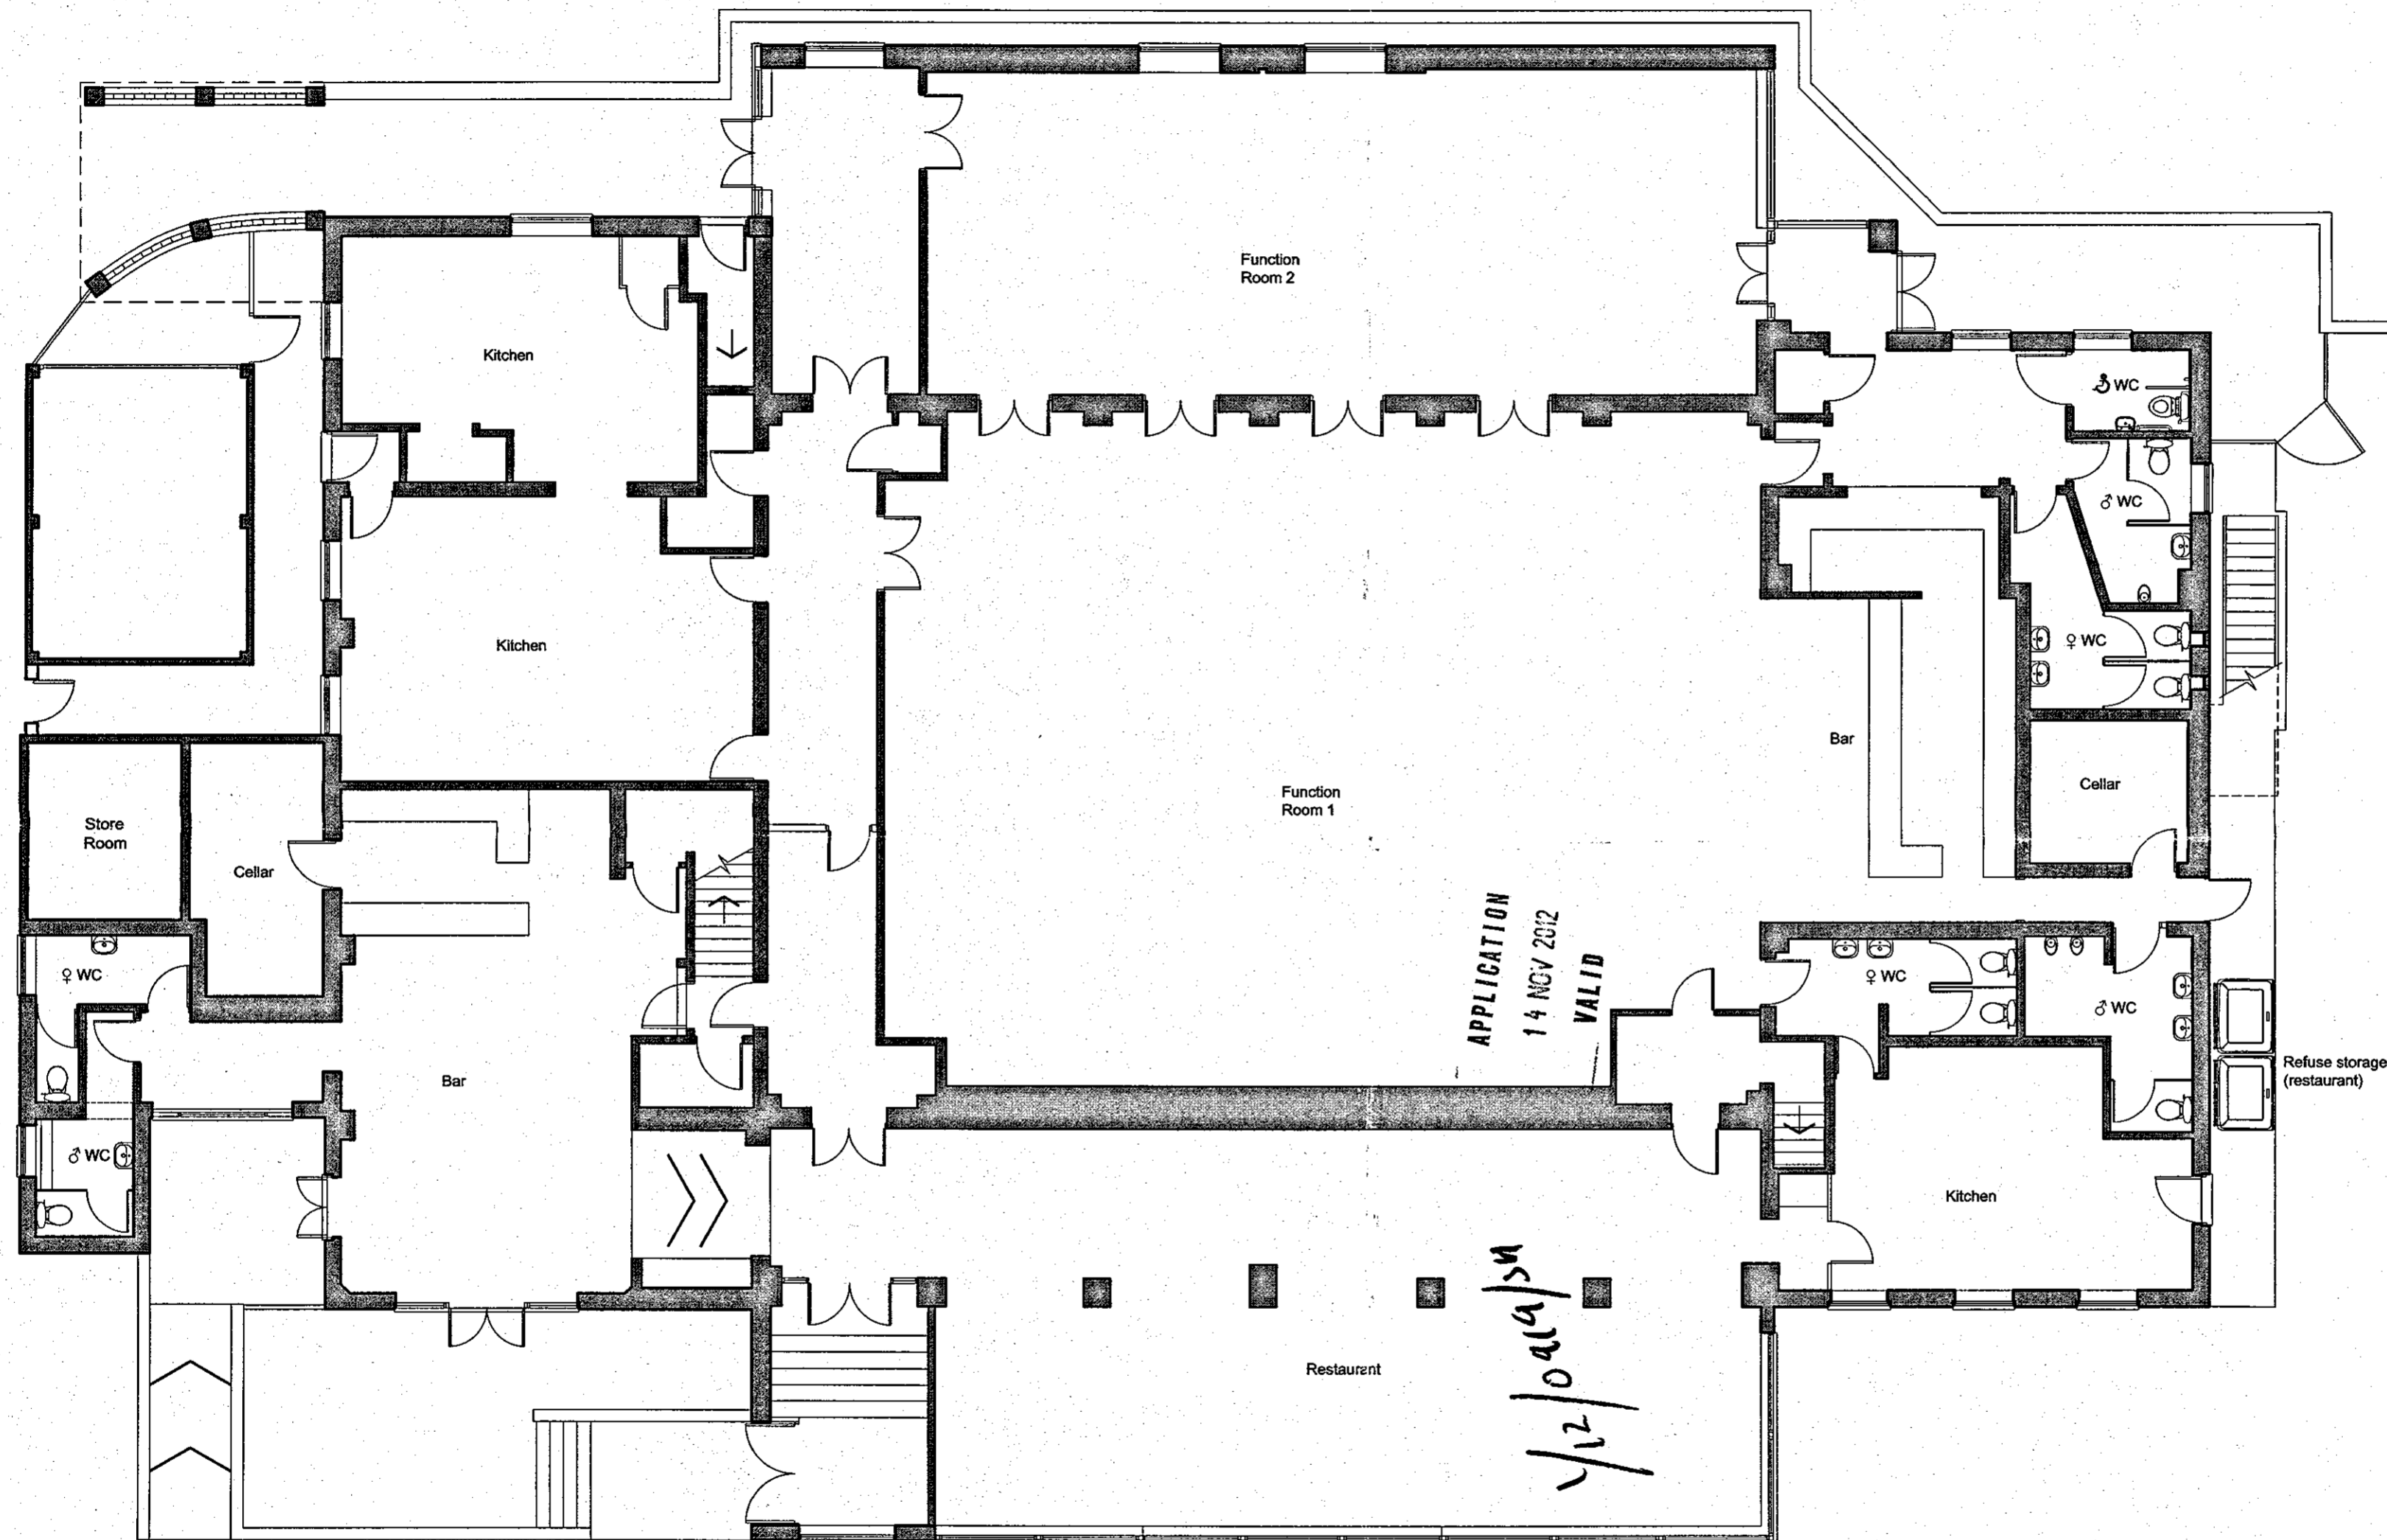 Function
Room 2
Kitchen
♿ WC
♂ WC
Kitchen
♀ WC
Bar
Cellar
Function
Room 1
Store
Room
Cellar
APPLICATION
14 NOV 2012
VALID
♀ WC
♀ WC
♂ WC
Refuse storage
(restaurant)
Bar
♂ WC
Kitchen
Restaurant